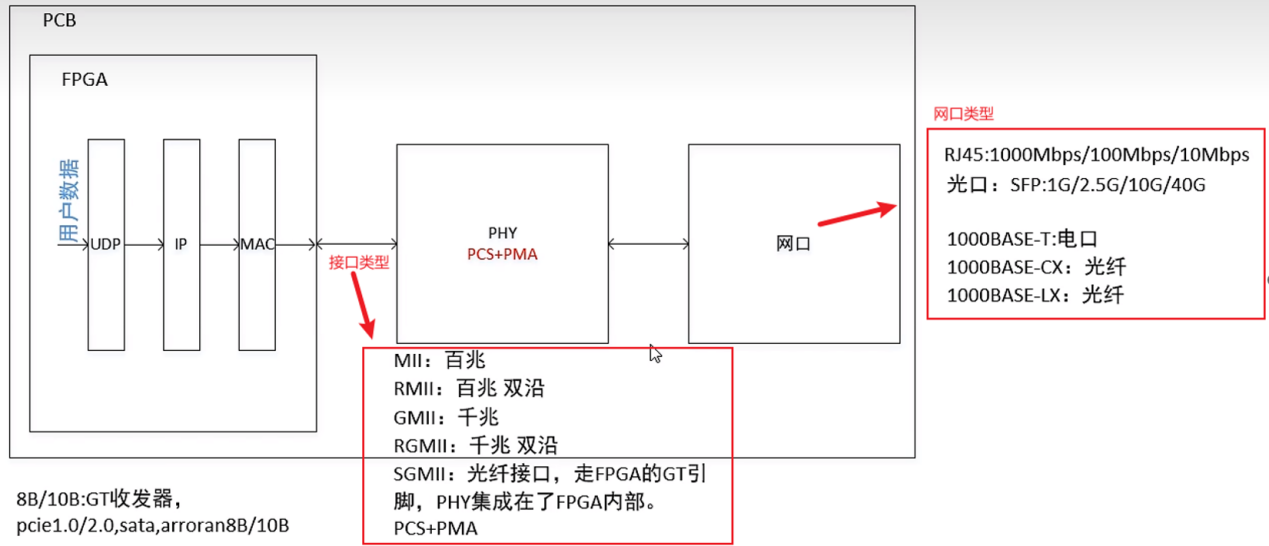 PCB
FPGA
用户数据
UDP
IP
MAC
接口类型
PHY
PCS+PMA
网口
网口类型
RJ45:1000Mbps/100Mbps/10Mbps
光口：SFP:1G/2.5G/10G/40G
1000BASE-T:电口
1000BASE-CX：光纤
1000BASE-LX：光纤
MII：百兆
RMII：百兆 双沿
GMII：千兆
RGMII：千兆 双沿
SGMII：光纤接口，走FPGA的GT引
脚，PHY集成在了FPGA内部。
PCS+PMA
8B/10B:GT收发器，
pcie1.0/2.0,sata,arroran8B/10B